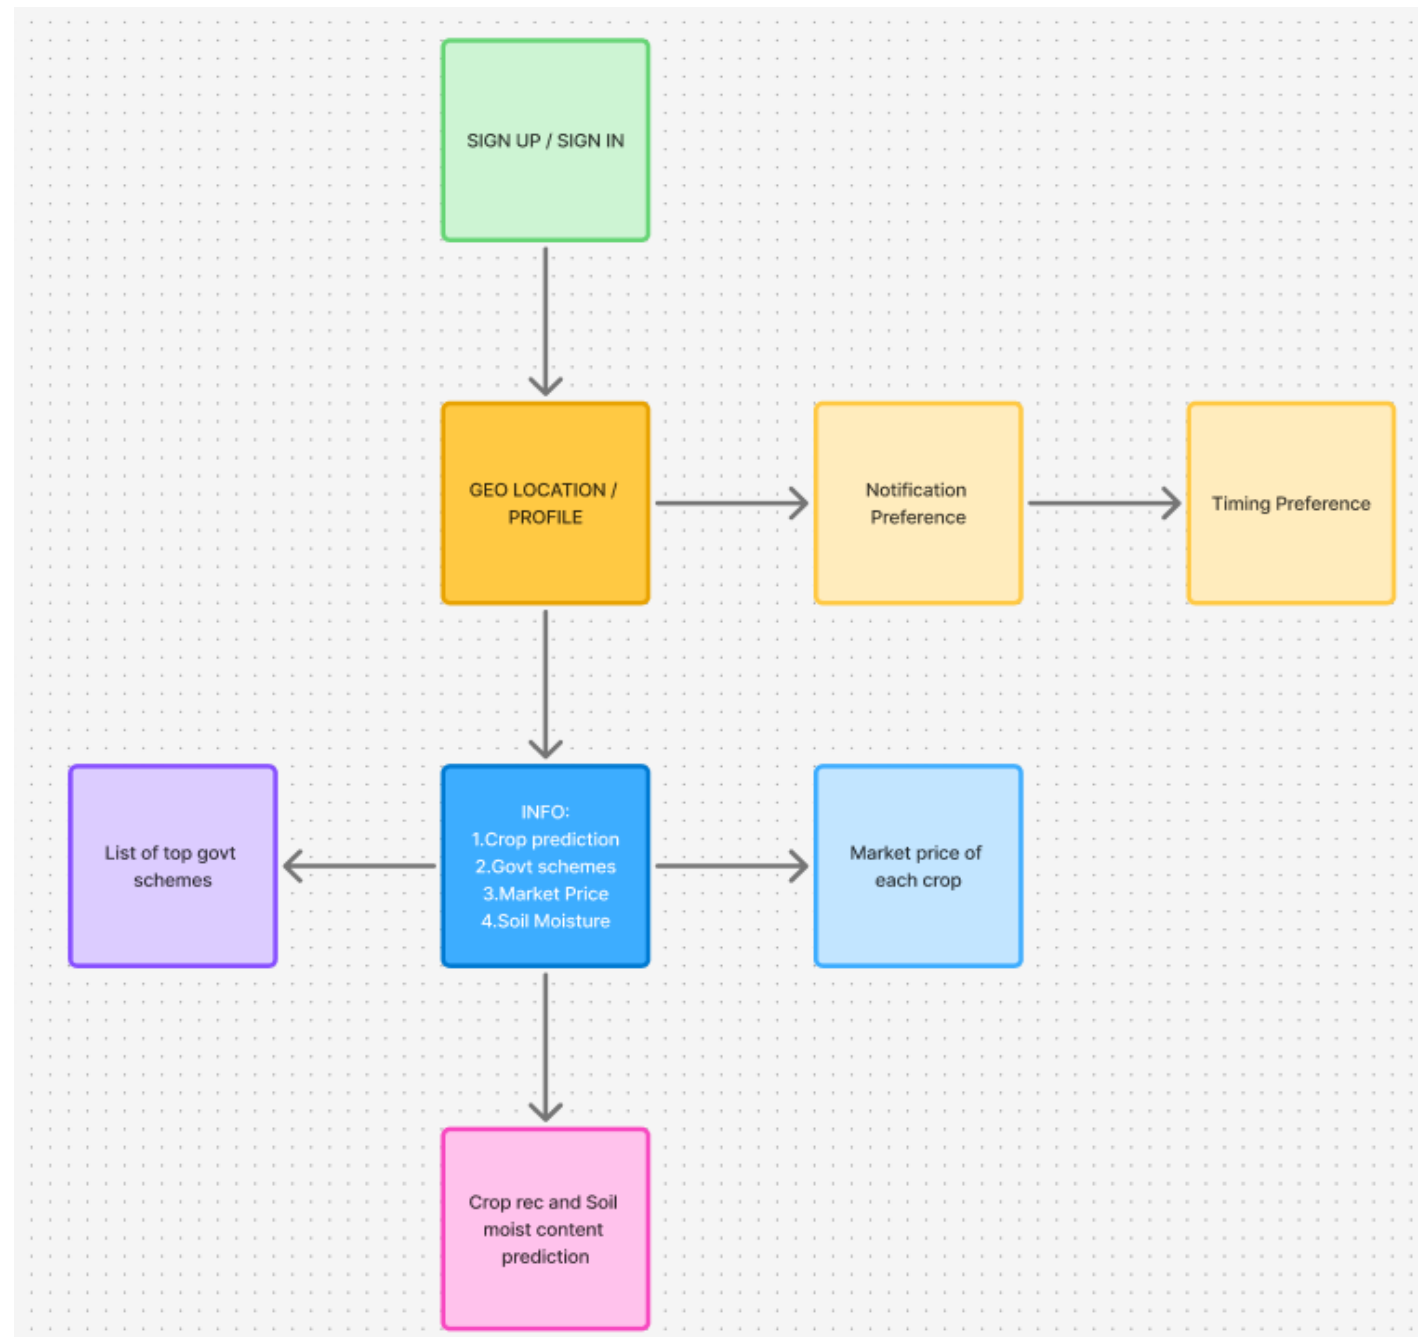 SIGN UP / SIGN IN
GEO LOCATION /
PROFILE
Notification
Preference
Timing Preference
List of top govt
schemes
INFO:
1.Crop prediction
2.Govt schemes
3.Market Price
4.Soil Moisture
Market price of
each crop
Crop rec and Soil
moist content
prediction